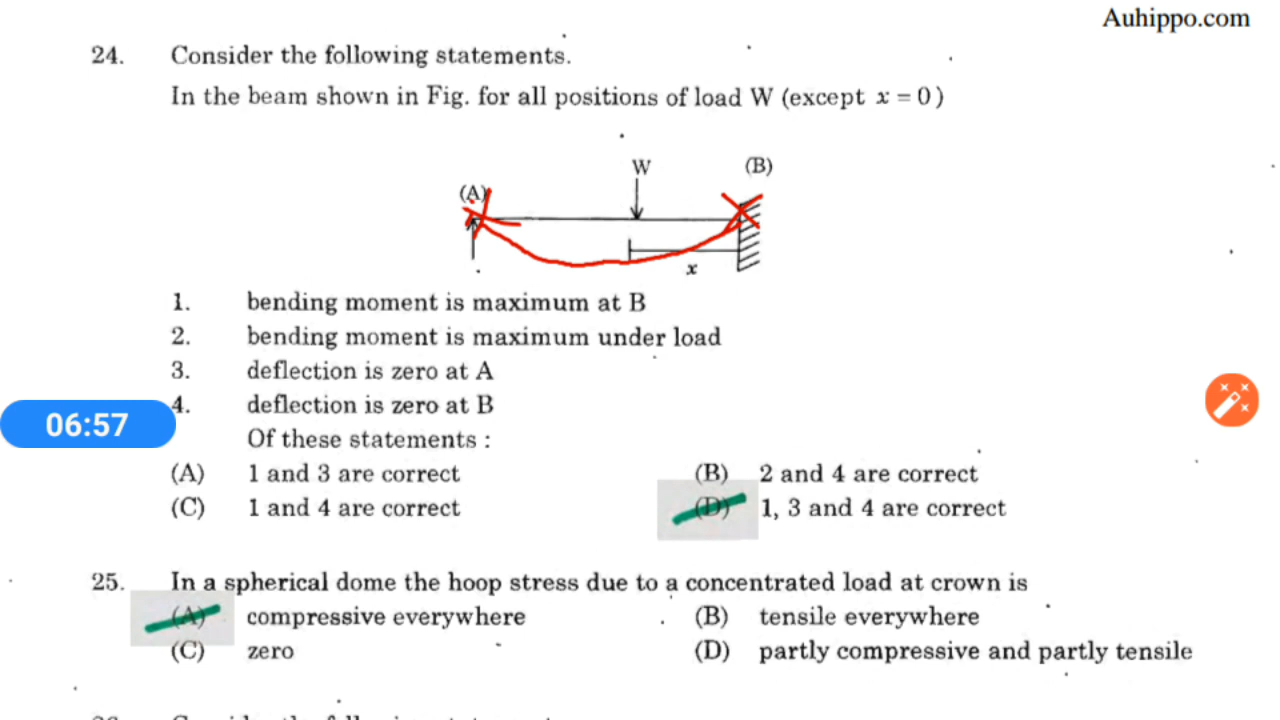 Auhippo.com
24. Consider the following statements.
In the beam shown in Fig. for all positions of load W (except x = 0)
W (B)
(A)
x
1. bending moment is maximum at B
2. bending moment is maximum under load
3. deflection is zero at A
4. deflection is zero at B
06:57
Of these statements :
(A) 1 and 3 are correct (B) 2 and 4 are correct
(C) 1 and 4 are correct (D) 1, 3 and 4 are correct
25. In a spherical dome the hoop stress due to a concentrated load at crown is
(A) compressive everywhere (B) tensile everywhere
(C) zero (D) partly compressive and partly tensile